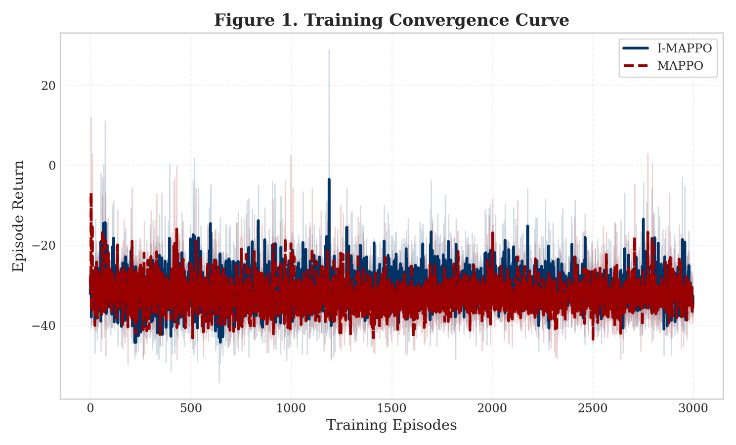 Figure 1. Training Convergence Curve
I-MAPPO
MAPPO
Episode Return
20
0
−20
−40
0
500
1000
1500
2000
2500
3000
Training Episodes